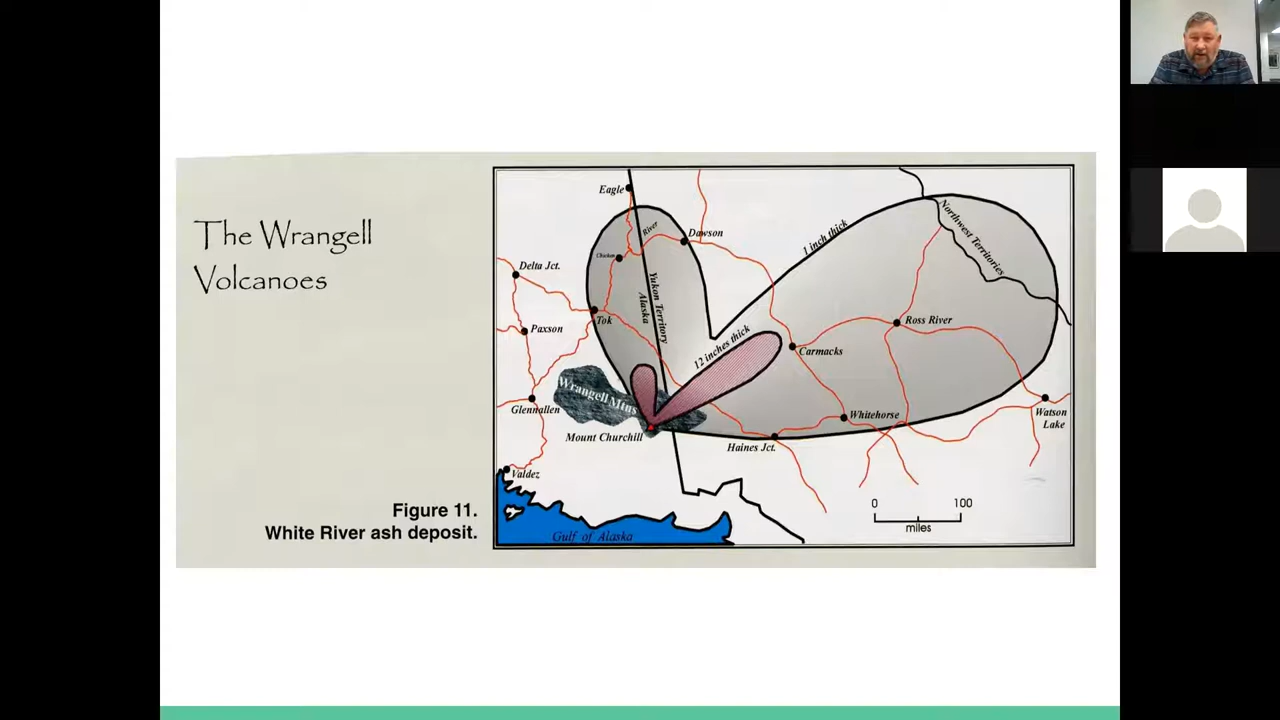 The Wrangell
Volcanoes
Figure 11.
White River ash deposit.
Eagle
River
Dawson
1 inch thick
Northwest Territories
Chicken
Delta Jct.
Yukon Territory
Alaska
Tok
Paxson
Ross River
12 inches thick
Carmacks
Wrangell Mtns
Glennallen
Mount Churchill
Whitehorse
Watson
Lake
Haines Jct.
Valdez
0 100
miles
Gulf of Alaska